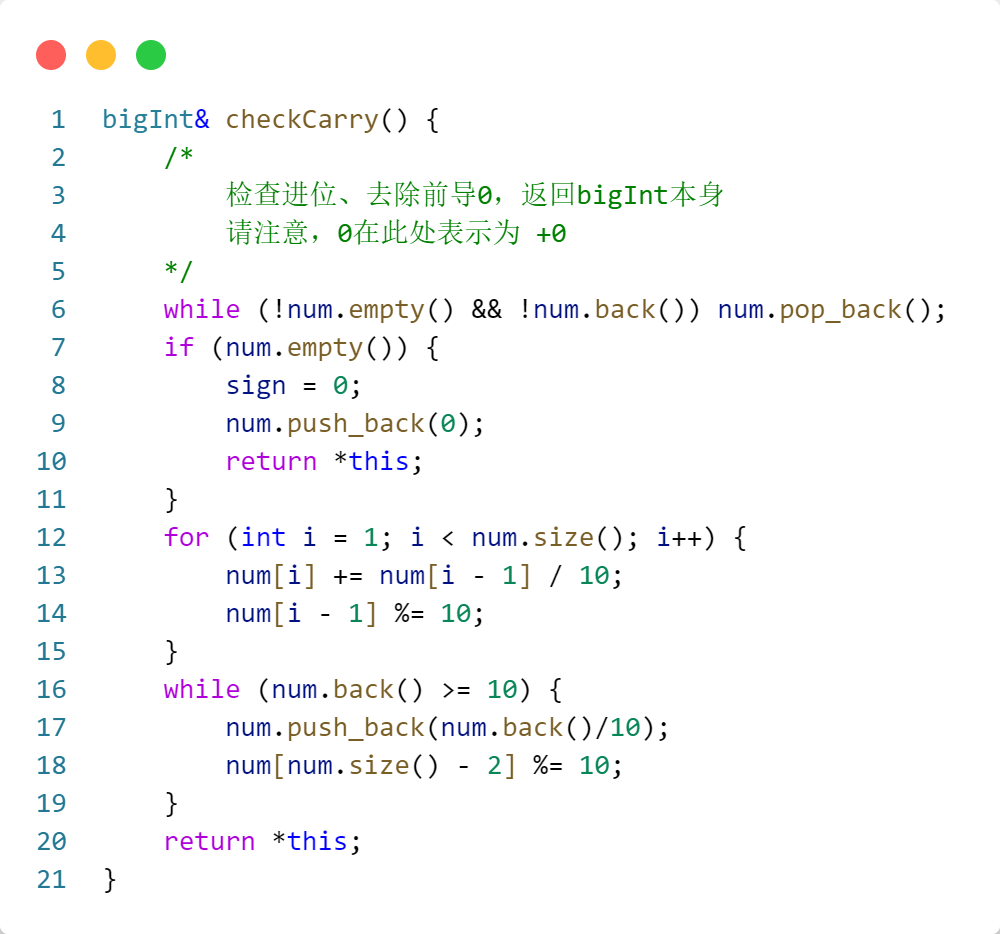 1 bigInt& checkCarry() {
2     /*
3         检查进位、去除前导0，返回bigInt本身
4         请注意，0在此处表示为 +0
5     */
6     while (!num.empty() && !num.back()) num.pop_back();
7     if (num.empty()) {
8         sign = 0;
9         num.push_back(0);
10         return *this;
11     }
12     for (int i = 1; i < num.size(); i++) {
13         num[i] += num[i - 1] / 10;
14         num[i - 1] %= 10;
15     }
16     while (num.back() >= 10) {
17         num.push_back(num.back()/10);
18         num[num.size() - 2] %= 10;
19     }
20     return *this;
21 }